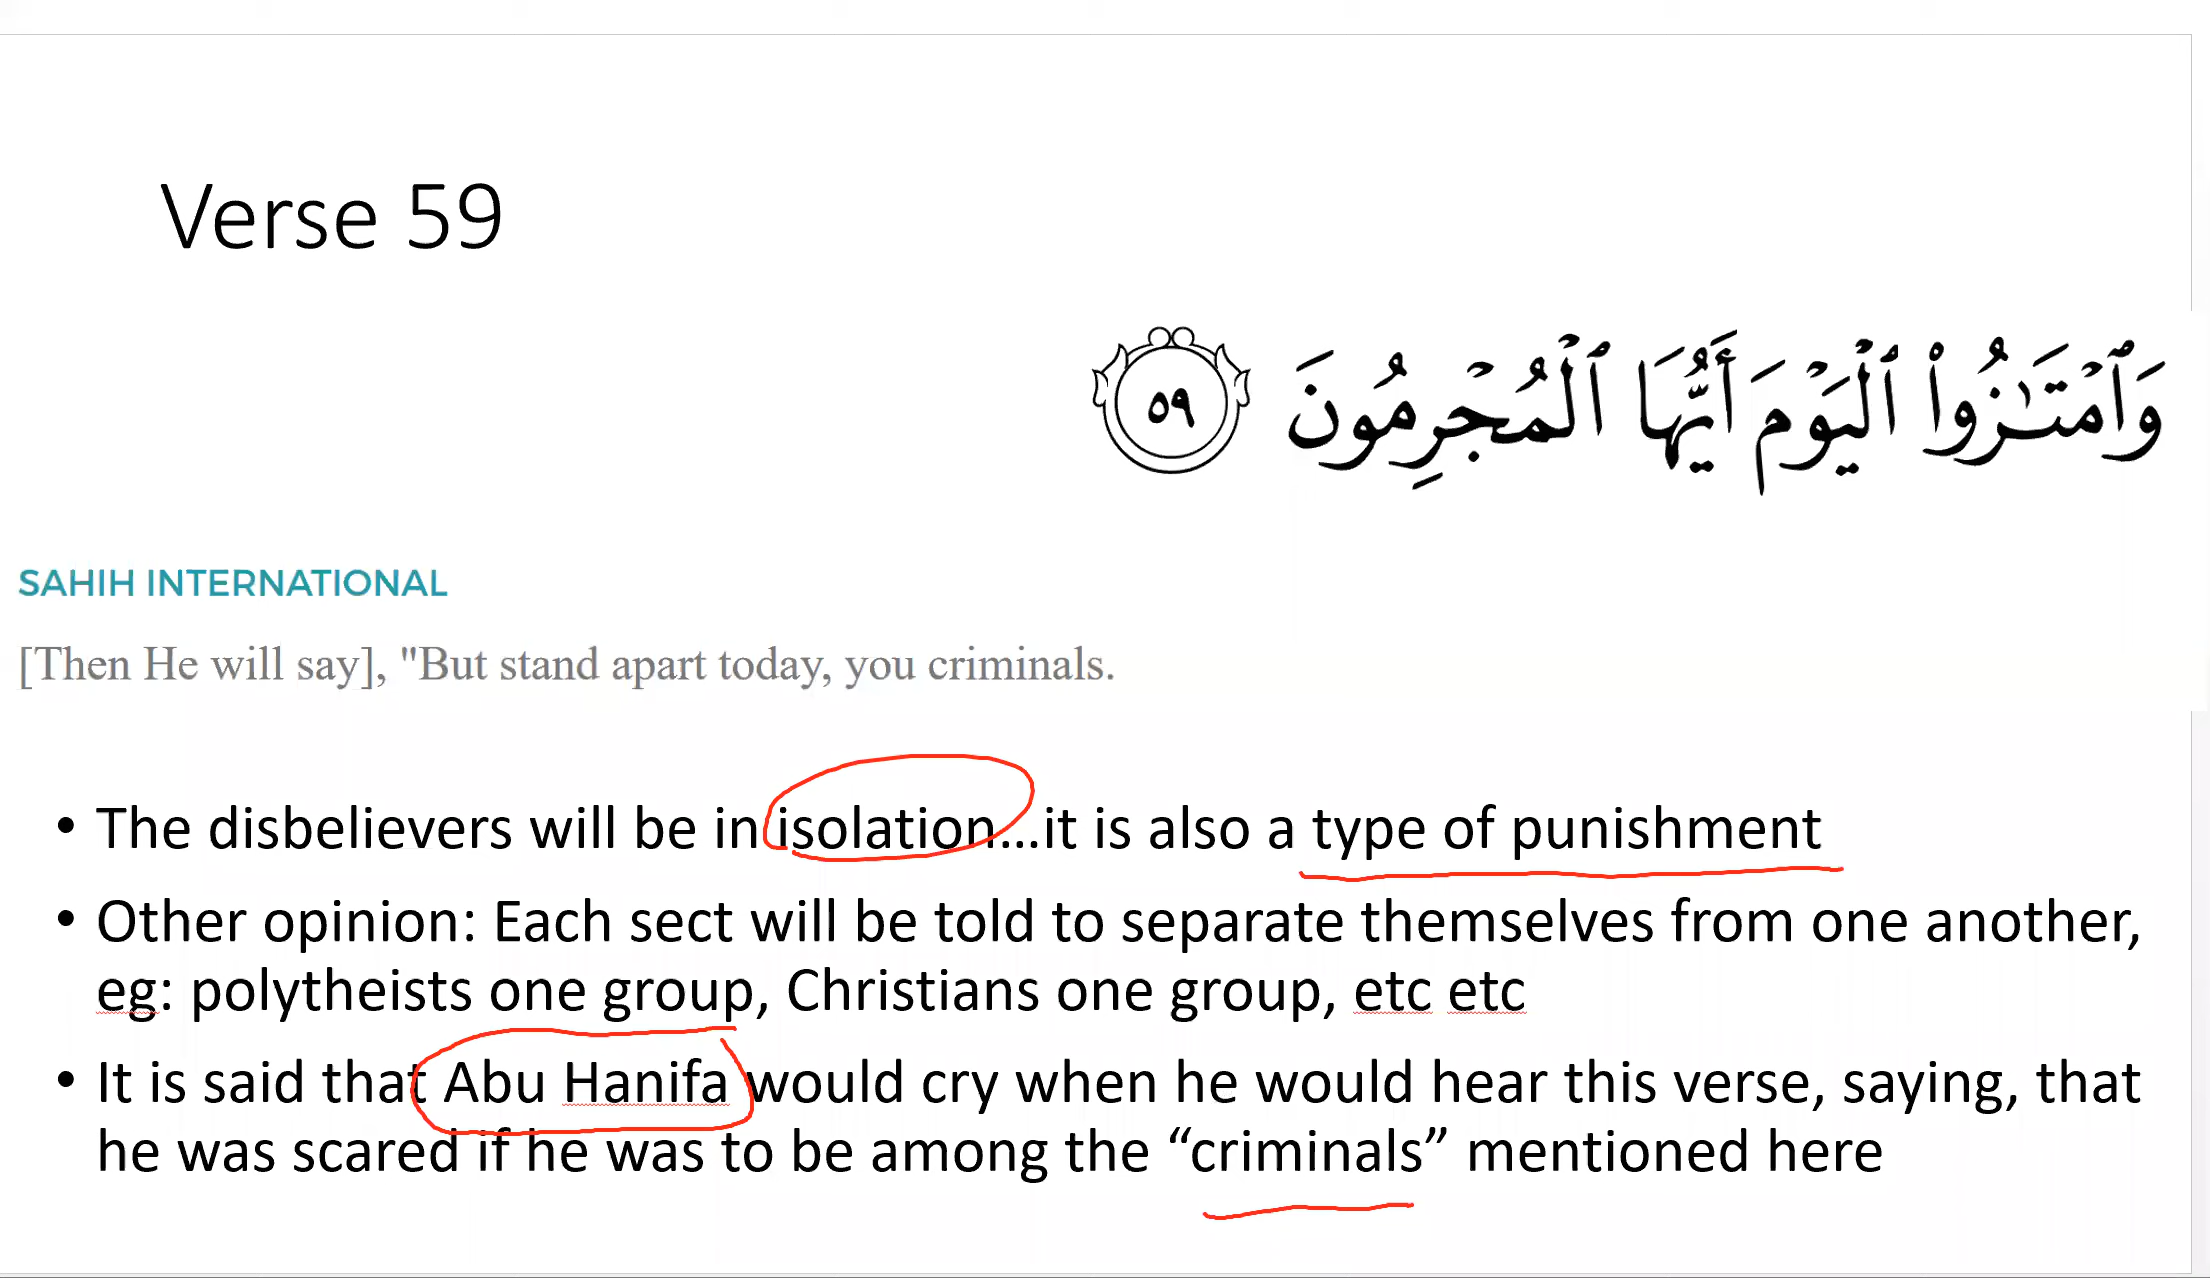 Verse 59
وَٱمْتَـٰزُوا۟ ٱلْيَوْمَ أَيُّهَا ٱلْمُجْرِمُونَ ٥٩
SAHIH INTERNATIONAL
[Then He will say], "But stand apart today, you criminals.
• The disbelievers will be in isolation...it is also a type of punishment
• Other opinion: Each sect will be told to separate themselves from one another,
eg: polytheists one group, Christians one group, etc etc
• It is said that Abu Hanifa would cry when he would hear this verse, saying, that
he was scared if he was to be among the “criminals” mentioned here